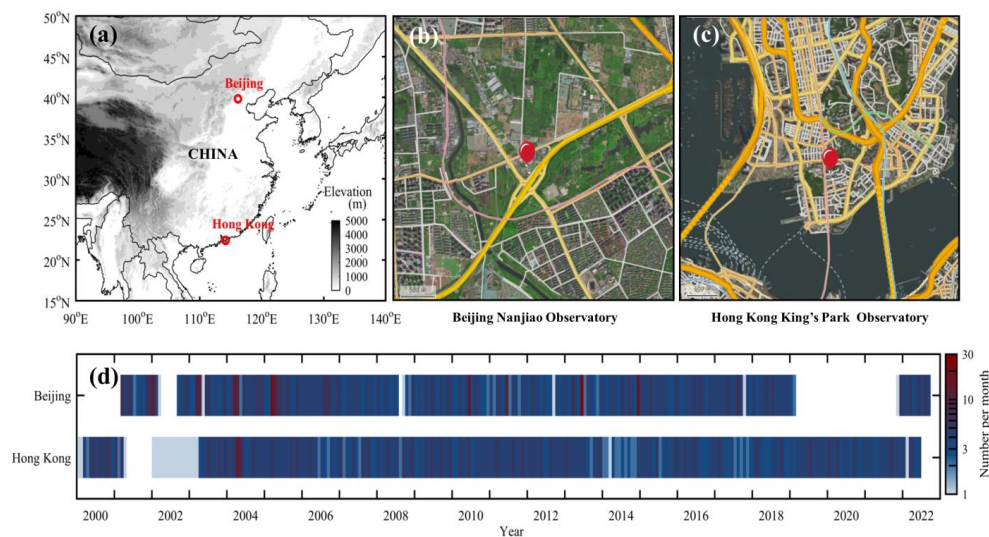 50°N
45°N
40°N
35°N
30°N
25°N
20°N
15°N
90°E
100°E
110°E
120°E
130°E
140°E
(a)
Beijing
CHINA
Hong Kong
Elevation
(m)
5000
4000
3000
2000
1000
0
(b)
Beijing Nanjiao Observatory
(c)
Hong Kong King's Park Observatory
(d)
Beijing
Hong Kong
2000
2002
2004
2006
2008
2010
2012
2014
2016
2018
2020
2022
Year
30
10
3
1
Number per month